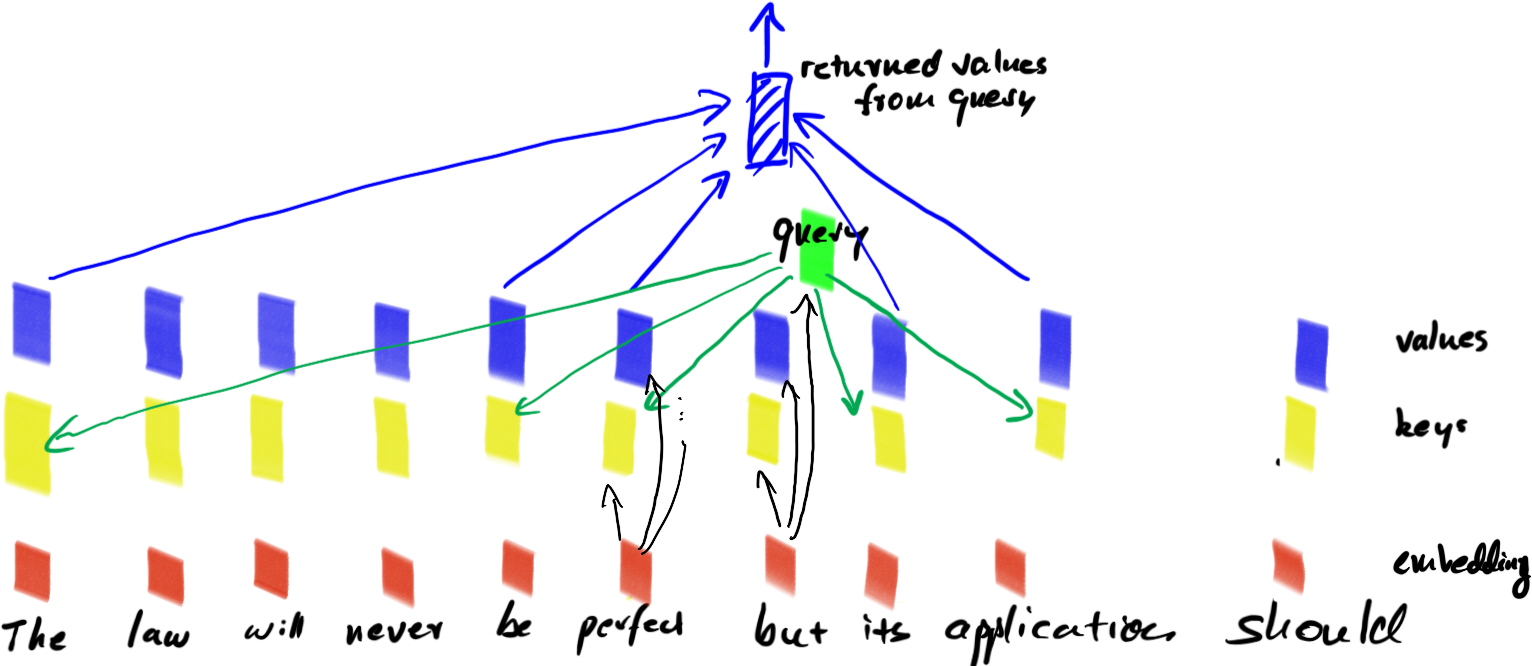 returned values
from query
query
values
keys
embedding
The law will never be perfect but its application should